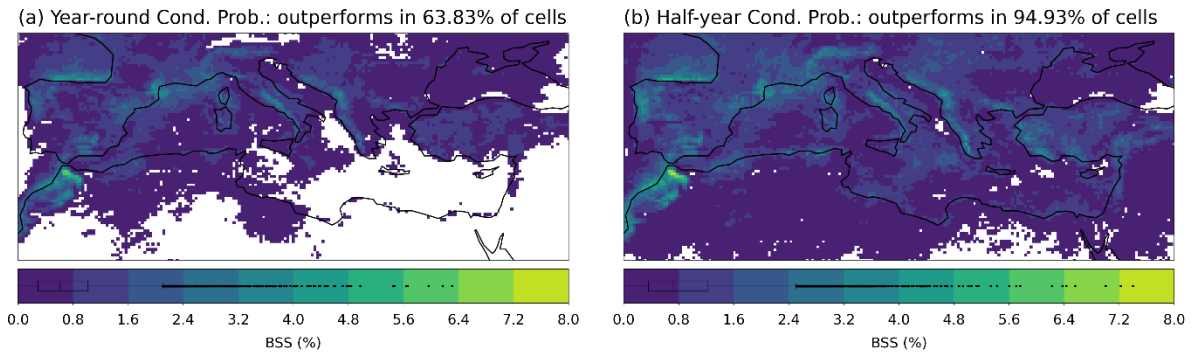 (a) Year-round Cond. Prob.: outperforms in 63.83% of cells
(b) Half-year Cond. Prob.: outperforms in 94.93% of cells
0.0 0.8 1.6 2.4 3.2 4.0 4.8 5.6 6.4 7.2 8.0
BSS (%)
0.0 0.8 1.6 2.4 3.2 4.0 4.8 5.6 6.4 7.2 8.0
BSS (%)